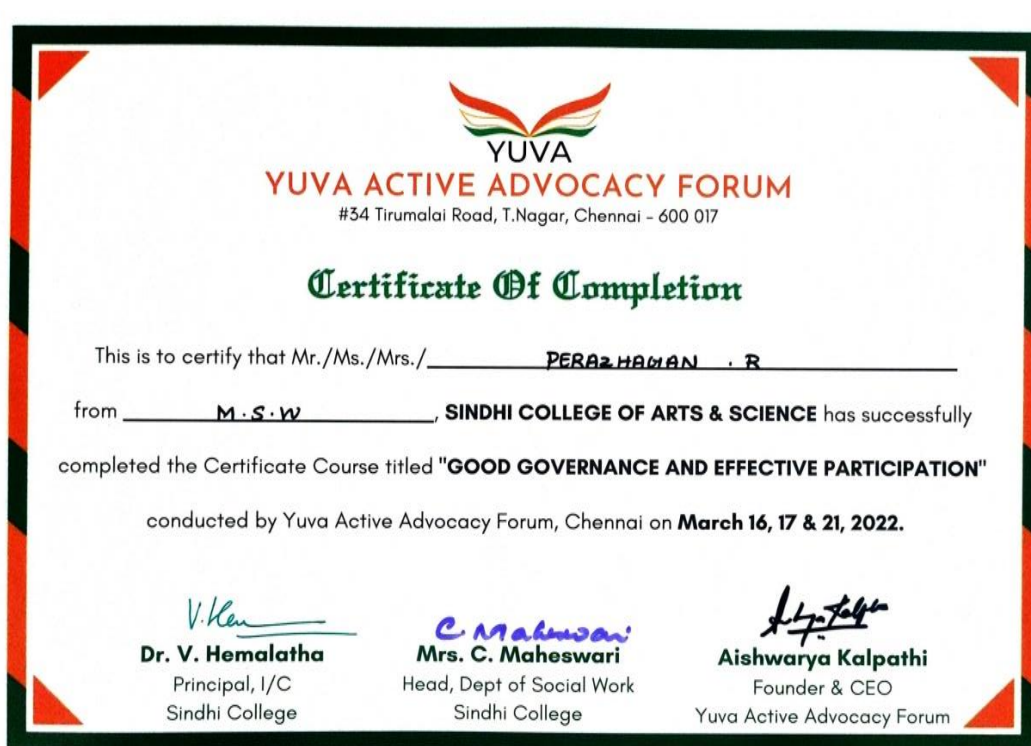 YUVA
YUVA ACTIVE ADVOCACY FORUM
#34 Tirumalai Road, T.Nagar, Chennai - 600 017
Certificate Of Completion
This is to certify that Mr./Ms./Mrs./ PERAZHAGAN . R
from M.S.W, SINDHI COLLEGE OF ARTS & SCIENCE has successfully
completed the Certificate Course titled "GOOD GOVERNANCE AND EFFECTIVE PARTICIPATION"
conducted by Yuva Active Advocacy Forum, Chennai on March 16, 17 & 21, 2022.
V. Hem C. Maheswari
Dr. V. Hemalatha Mrs. C. Maheswari Aishwarya Kalpathi
Principal, I/C Head, Dept of Social Work Founder & CEO
Sindhi College Sindhi College Yuva Active Advocacy Forum